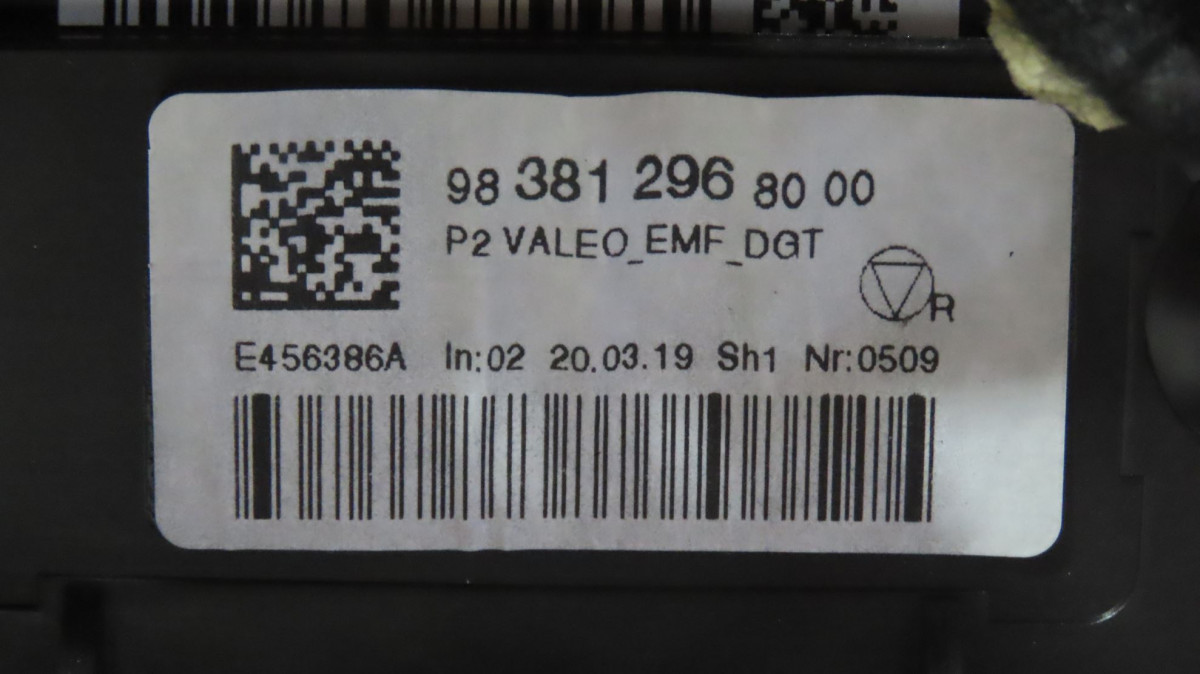 98 381 296 80 00
P2 VALEO_EMF_DGT
R
E456386A In:02 20.03.19 Sh1 Nr:0509